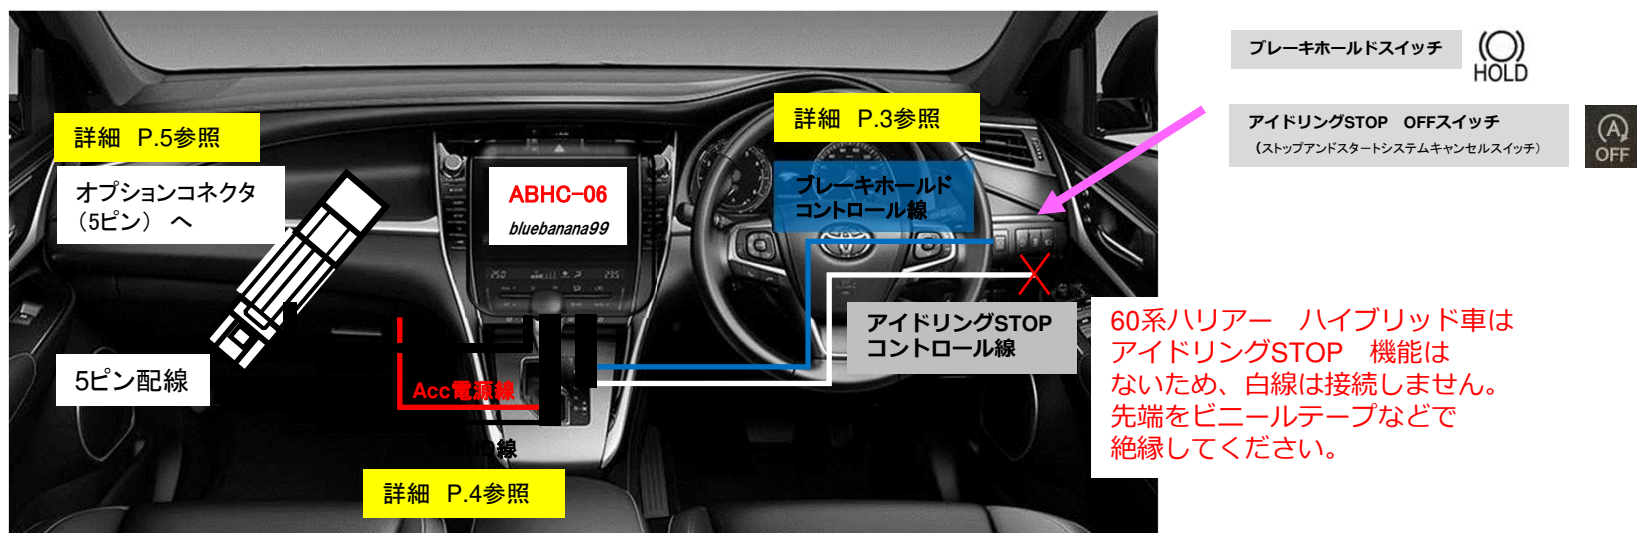 ブレーキホールドスイッチ
HOLD
アイドリングSTOP　OFFスイッチ
（ストップアンドスタートシステムキャンセルスイッチ）
A
OFF
詳細　P.5参照
オプションコネクタ
（5ピン）　へ
5ピン配線
ABHC-06
bluebanana99
詳細　P.3参照
ブレーキホールド
コントロール線
アイドリングSTOP
コントロール線
Acc電源線
線
詳細　P.4参照
60系ハリアー　ハイブリッド車は
アイドリングSTOP　機能は
ないため、白線は接続しません。
先端をビニールテープなどで
絶縁してください。